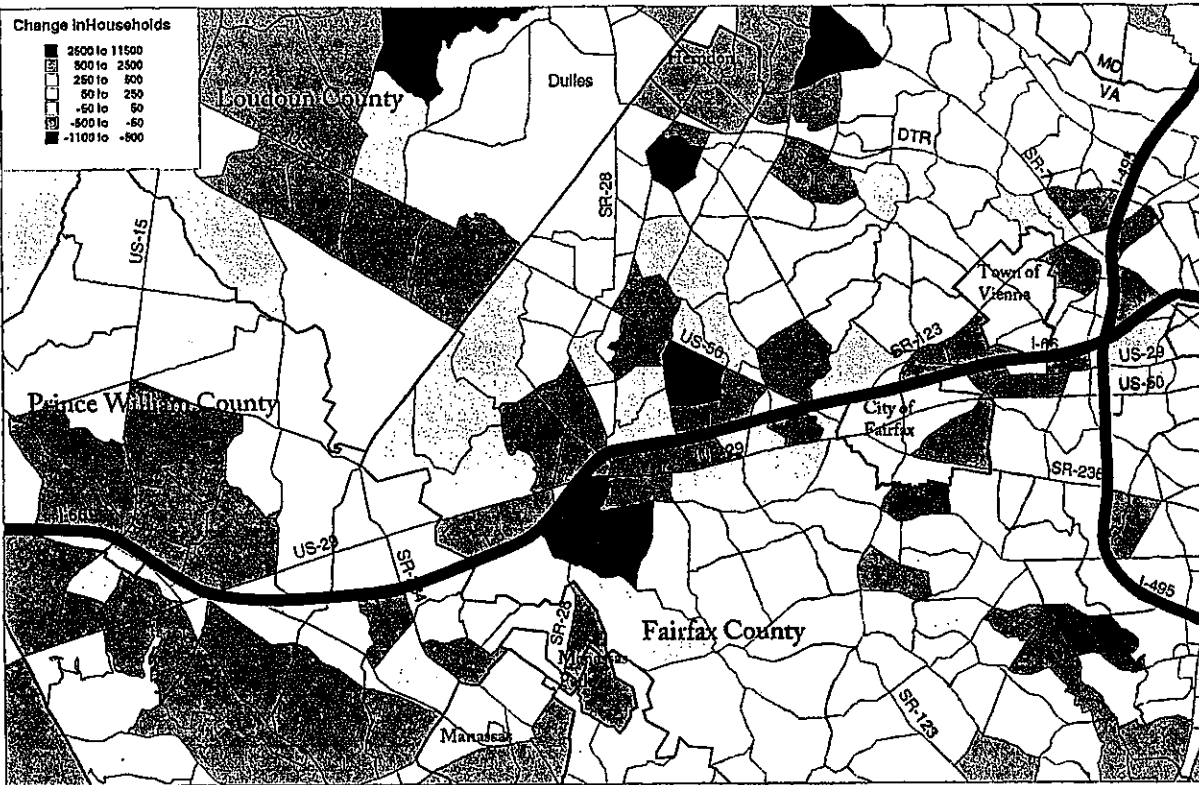 Change inHouseholds
2500 to 11500
500 to 2500
250 to 500
50 to 250
-50 to 50
-500 to -50
-1100 to -500
Loudoun County
Dulles
Herndon
MD
VA
DTR
SR-7
I-495
US-15
SR-28
Town of
Vienna
US-50
SR-123
I-66
US-29
US-50
Prince William County
City of
Fairfax
US-29
SR-236
US-29
SR-28
I-495
Fairfax County
Manassas
SR-123
Manassas